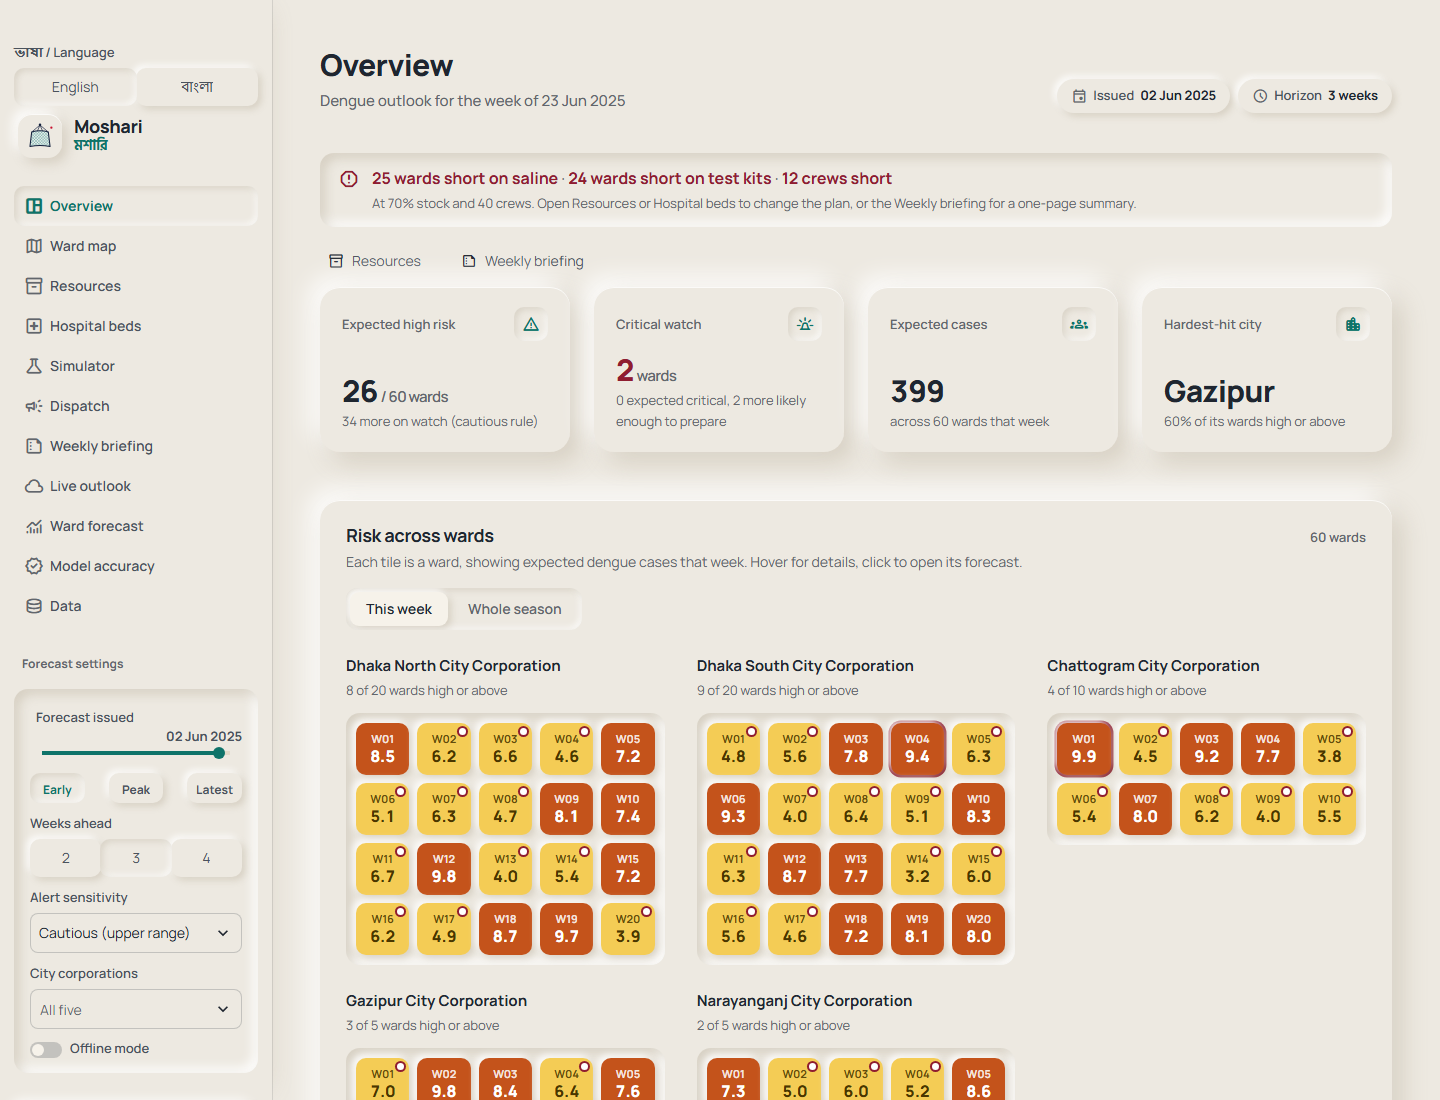 ভাষা / Language
English
বাংলা
Moshari
মশারি
Overview
Ward map
Resources
Hospital beds
Simulator
Dispatch
Weekly briefing
Live outlook
Ward forecast
Model accuracy
Data
Forecast settings
Forecast issued
02 Jun 2025
Early
Peak
Latest
Weeks ahead
2
3
4
Alert sensitivity
Cautious (upper range)
City corporations
All five
Offline mode
Overview
Dengue outlook for the week of 23 Jun 2025
Issued 02 Jun 2025
Horizon 3 weeks
25 wards short on saline · 24 wards short on test kits · 12 crews short
At 70% stock and 40 crews. Open Resources or Hospital beds to change the plan, or the Weekly briefing for a one-page summary.
Resources
Weekly briefing
Expected high risk
26 / 60 wards
34 more on watch (cautious rule)
Critical watch
2 wards
0 expected critical, 2 more likely
enough to prepare
Expected cases
399
across 60 wards that week
Hardest-hit city
Gazipur
60% of its wards high or above
Risk across wards
60 wards
Each tile is a ward, showing expected dengue cases that week. Hover for details, click to open its forecast.
This week
Whole season
Dhaka North City Corporation
8 of 20 wards high or above
W01 W02 W03 W04 W05
8.5 6.2 6.6 4.6 7.2
W06 W07 W08 W09 W10
5.1 6.3 4.7 8.1 7.4
W11 W12 W13 W14 W15
6.7 9.8 4.0 5.4 7.2
W16 W17 W18 W19 W20
6.2 4.9 8.7 9.7 3.9
Dhaka South City Corporation
9 of 20 wards high or above
W01 W02 W03 W04 W05
4.8 5.6 7.8 9.4 6.3
W06 W07 W08 W09 W10
9.3 4.0 6.4 5.1 8.3
W11 W12 W13 W14 W15
6.3 8.7 7.7 3.2 6.0
W16 W17 W18 W19 W20
5.6 4.6 7.2 8.1 8.0
Chattogram City Corporation
4 of 10 wards high or above
W01 W02 W03 W04 W05
9.9 4.5 9.2 7.7 3.8
W06 W07 W08 W09 W10
5.4 8.0 6.2 4.0 5.5
Gazipur City Corporation
3 of 5 wards high or above
W01 W02 W03 W04 W05
7.0 9.8 8.4 6.4 7.6
Narayanganj City Corporation
2 of 5 wards high or above
W01 W02 W03 W04 W05
7.3 5.0 6.0 5.2 8.6